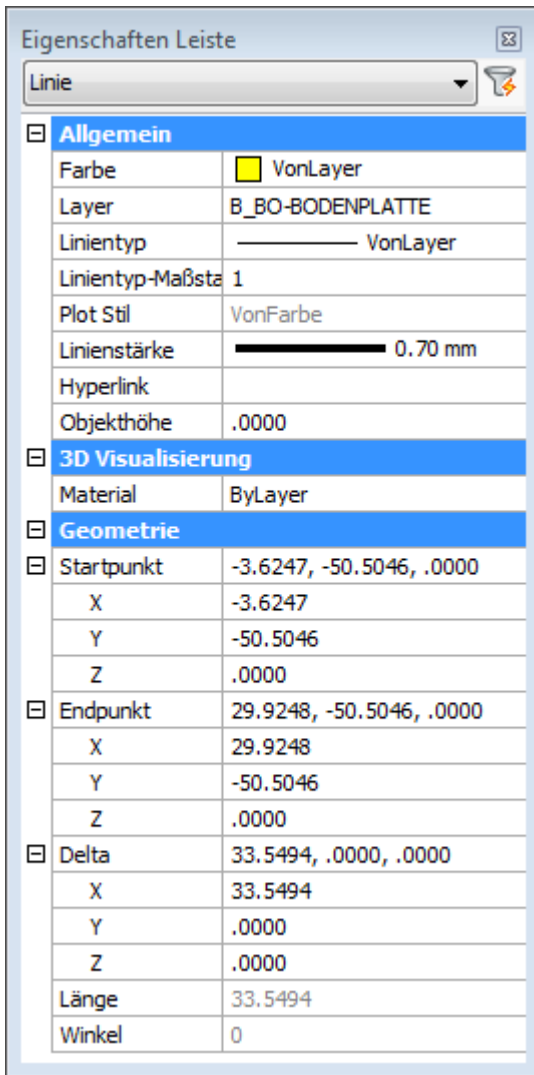 Eigenschaften Leiste
Linie
Allgemein
Farbe VonLayer
Layer B_BO-BODENPLATTE
Linientyp VonLayer
Linientyp-Maßsta 1
Plot Stil VonFarbe
Linienstärke 0.70 mm
Hyperlink
Objekthöhe .0000
3D Visualisierung
Material ByLayer
Geometrie
Startpunkt -3.6247, -50.5046, .0000
X -3.6247
Y -50.5046
Z .0000
Endpunkt 29.9248, -50.5046, .0000
X 29.9248
Y -50.5046
Z .0000
Delta 33.5494, .0000, .0000
X 33.5494
Y .0000
Z .0000
Länge 33.5494
Winkel 0